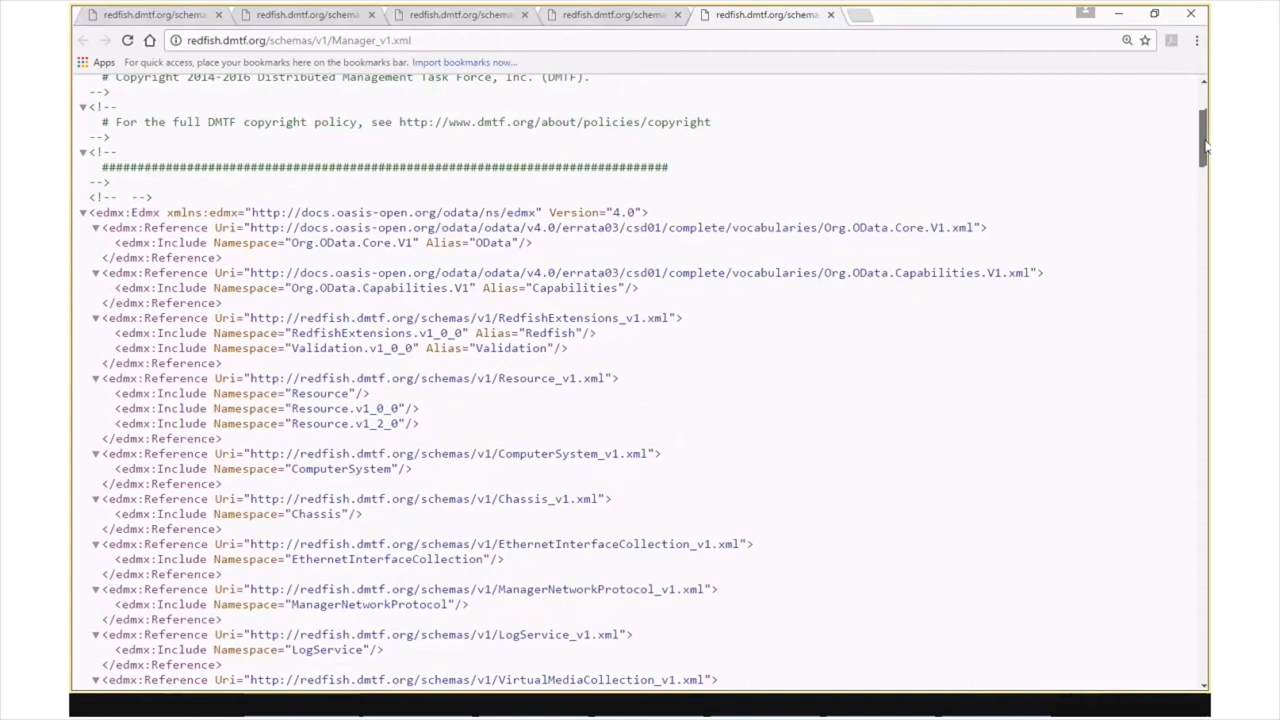 redfish.dmtf.org/schema redfish.dmtf.org/schema redfish.dmtf.org/schema redfish.dmtf.org/schema redfish.dmtf.org/schema
redfish.dmtf.org/schemas/v1/Manager_v1.xml
Apps For quick access, place your bookmarks here on the bookmarks bar. Import bookmarks now...
# Copyright 2014-2016 Distributed Management Task Force, Inc. (DMTF).
-->
<!--
# For the full DMTF copyright policy, see http://www.dmtf.org/about/policies/copyright
-->
<!--
################################################################################
-->
<!-- -->
<edmx:Edmx xmlns:edmx="http://docs.oasis-open.org/odata/ns/edmx" Version="4.0">
<edmx:Reference Uri="http://docs.oasis-open.org/odata/odata/v4.0/errata03/csd01/complete/vocabularies/Org.OData.Core.V1.xml">
<edmx:Include Namespace="Org.OData.Core.V1" Alias="OData"/>
</edmx:Reference>
<edmx:Reference Uri="http://docs.oasis-open.org/odata/odata/v4.0/errata03/csd01/complete/vocabularies/Org.OData.Capabilities.V1.xml">
<edmx:Include Namespace="Org.OData.Capabilities.V1" Alias="Capabilities"/>
</edmx:Reference>
<edmx:Reference Uri="http://redfish.dmtf.org/schemas/v1/RedfishExtensions_v1.xml">
<edmx:Include Namespace="RedfishExtensions.v1_0_0" Alias="Redfish"/>
<edmx:Include Namespace="Validation.v1_0_0" Alias="Validation"/>
</edmx:Reference>
<edmx:Reference Uri="http://redfish.dmtf.org/schemas/v1/Resource_v1.xml">
<edmx:Include Namespace="Resource"/>
<edmx:Include Namespace="Resource.v1_0_0"/>
<edmx:Include Namespace="Resource.v1_2_0"/>
</edmx:Reference>
<edmx:Reference Uri="http://redfish.dmtf.org/schemas/v1/ComputerSystem_v1.xml">
<edmx:Include Namespace="ComputerSystem"/>
</edmx:Reference>
<edmx:Reference Uri="http://redfish.dmtf.org/schemas/v1/Chassis_v1.xml">
<edmx:Include Namespace="Chassis"/>
</edmx:Reference>
<edmx:Reference Uri="http://redfish.dmtf.org/schemas/v1/EthernetInterfaceCollection_v1.xml">
<edmx:Include Namespace="EthernetInterfaceCollection"/>
</edmx:Reference>
<edmx:Reference Uri="http://redfish.dmtf.org/schemas/v1/ManagerNetworkProtocol_v1.xml">
<edmx:Include Namespace="ManagerNetworkProtocol"/>
</edmx:Reference>
<edmx:Reference Uri="http://redfish.dmtf.org/schemas/v1/LogService_v1.xml">
<edmx:Include Namespace="LogService"/>
</edmx:Reference>
<edmx:Reference Uri="http://redfish.dmtf.org/schemas/v1/VirtualMediaCollection_v1.xml">